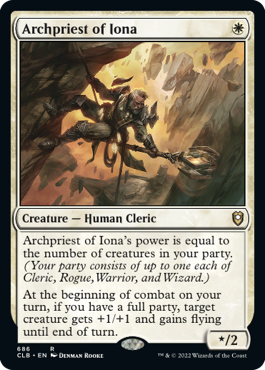 Archpriest of Iona
Creature — Human Cleric
Archpriest of Iona's power is equal to
the number of creatures in your party.
(Your party consists of up to one each of
Cleric, Rogue, Warrior, and Wizard.)
At the beginning of combat on your
turn, if you have a full party, target
creature gets +1/+1 and gains flying
until end of turn.
*/2
686 R
CLB • EN DENMAN ROOKE
™ & © 2022 Wizards of the Coast